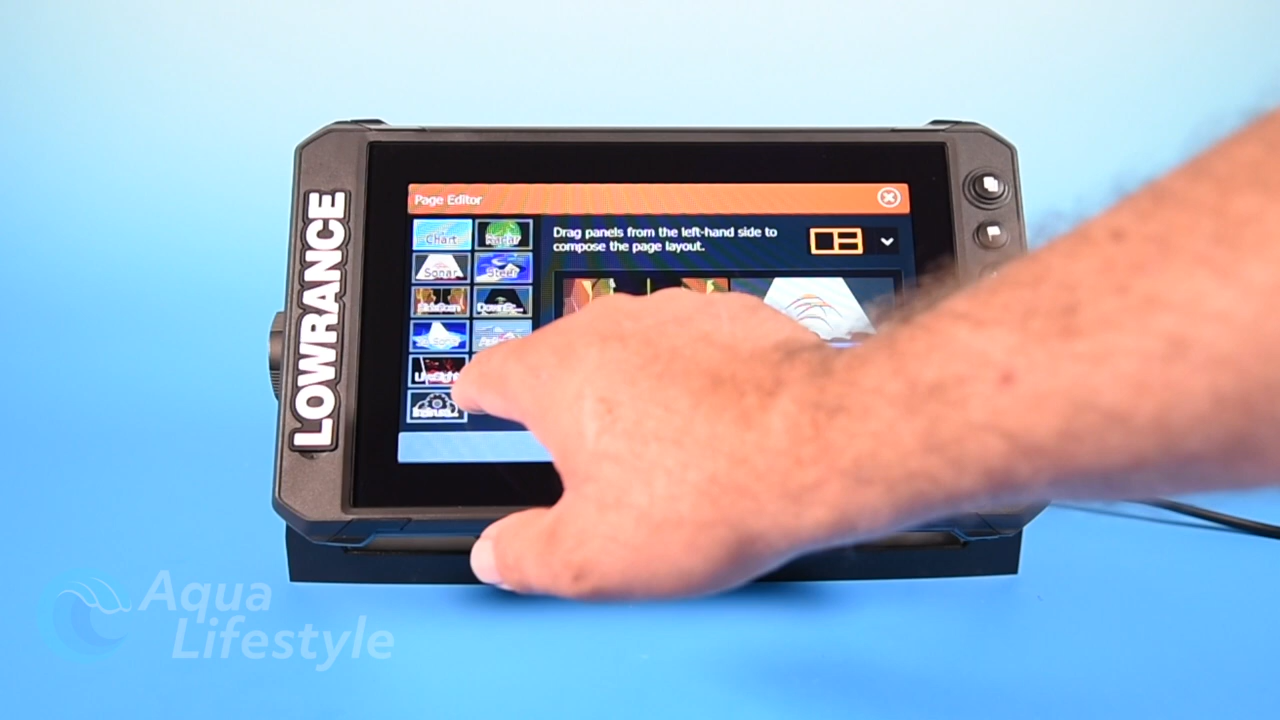 LOWRANCE
Page Editor
Drag panels from the left-hand side to
compose the page layout.
Chart
Radar
Sonar
Steer
Aqua
Lifestyle